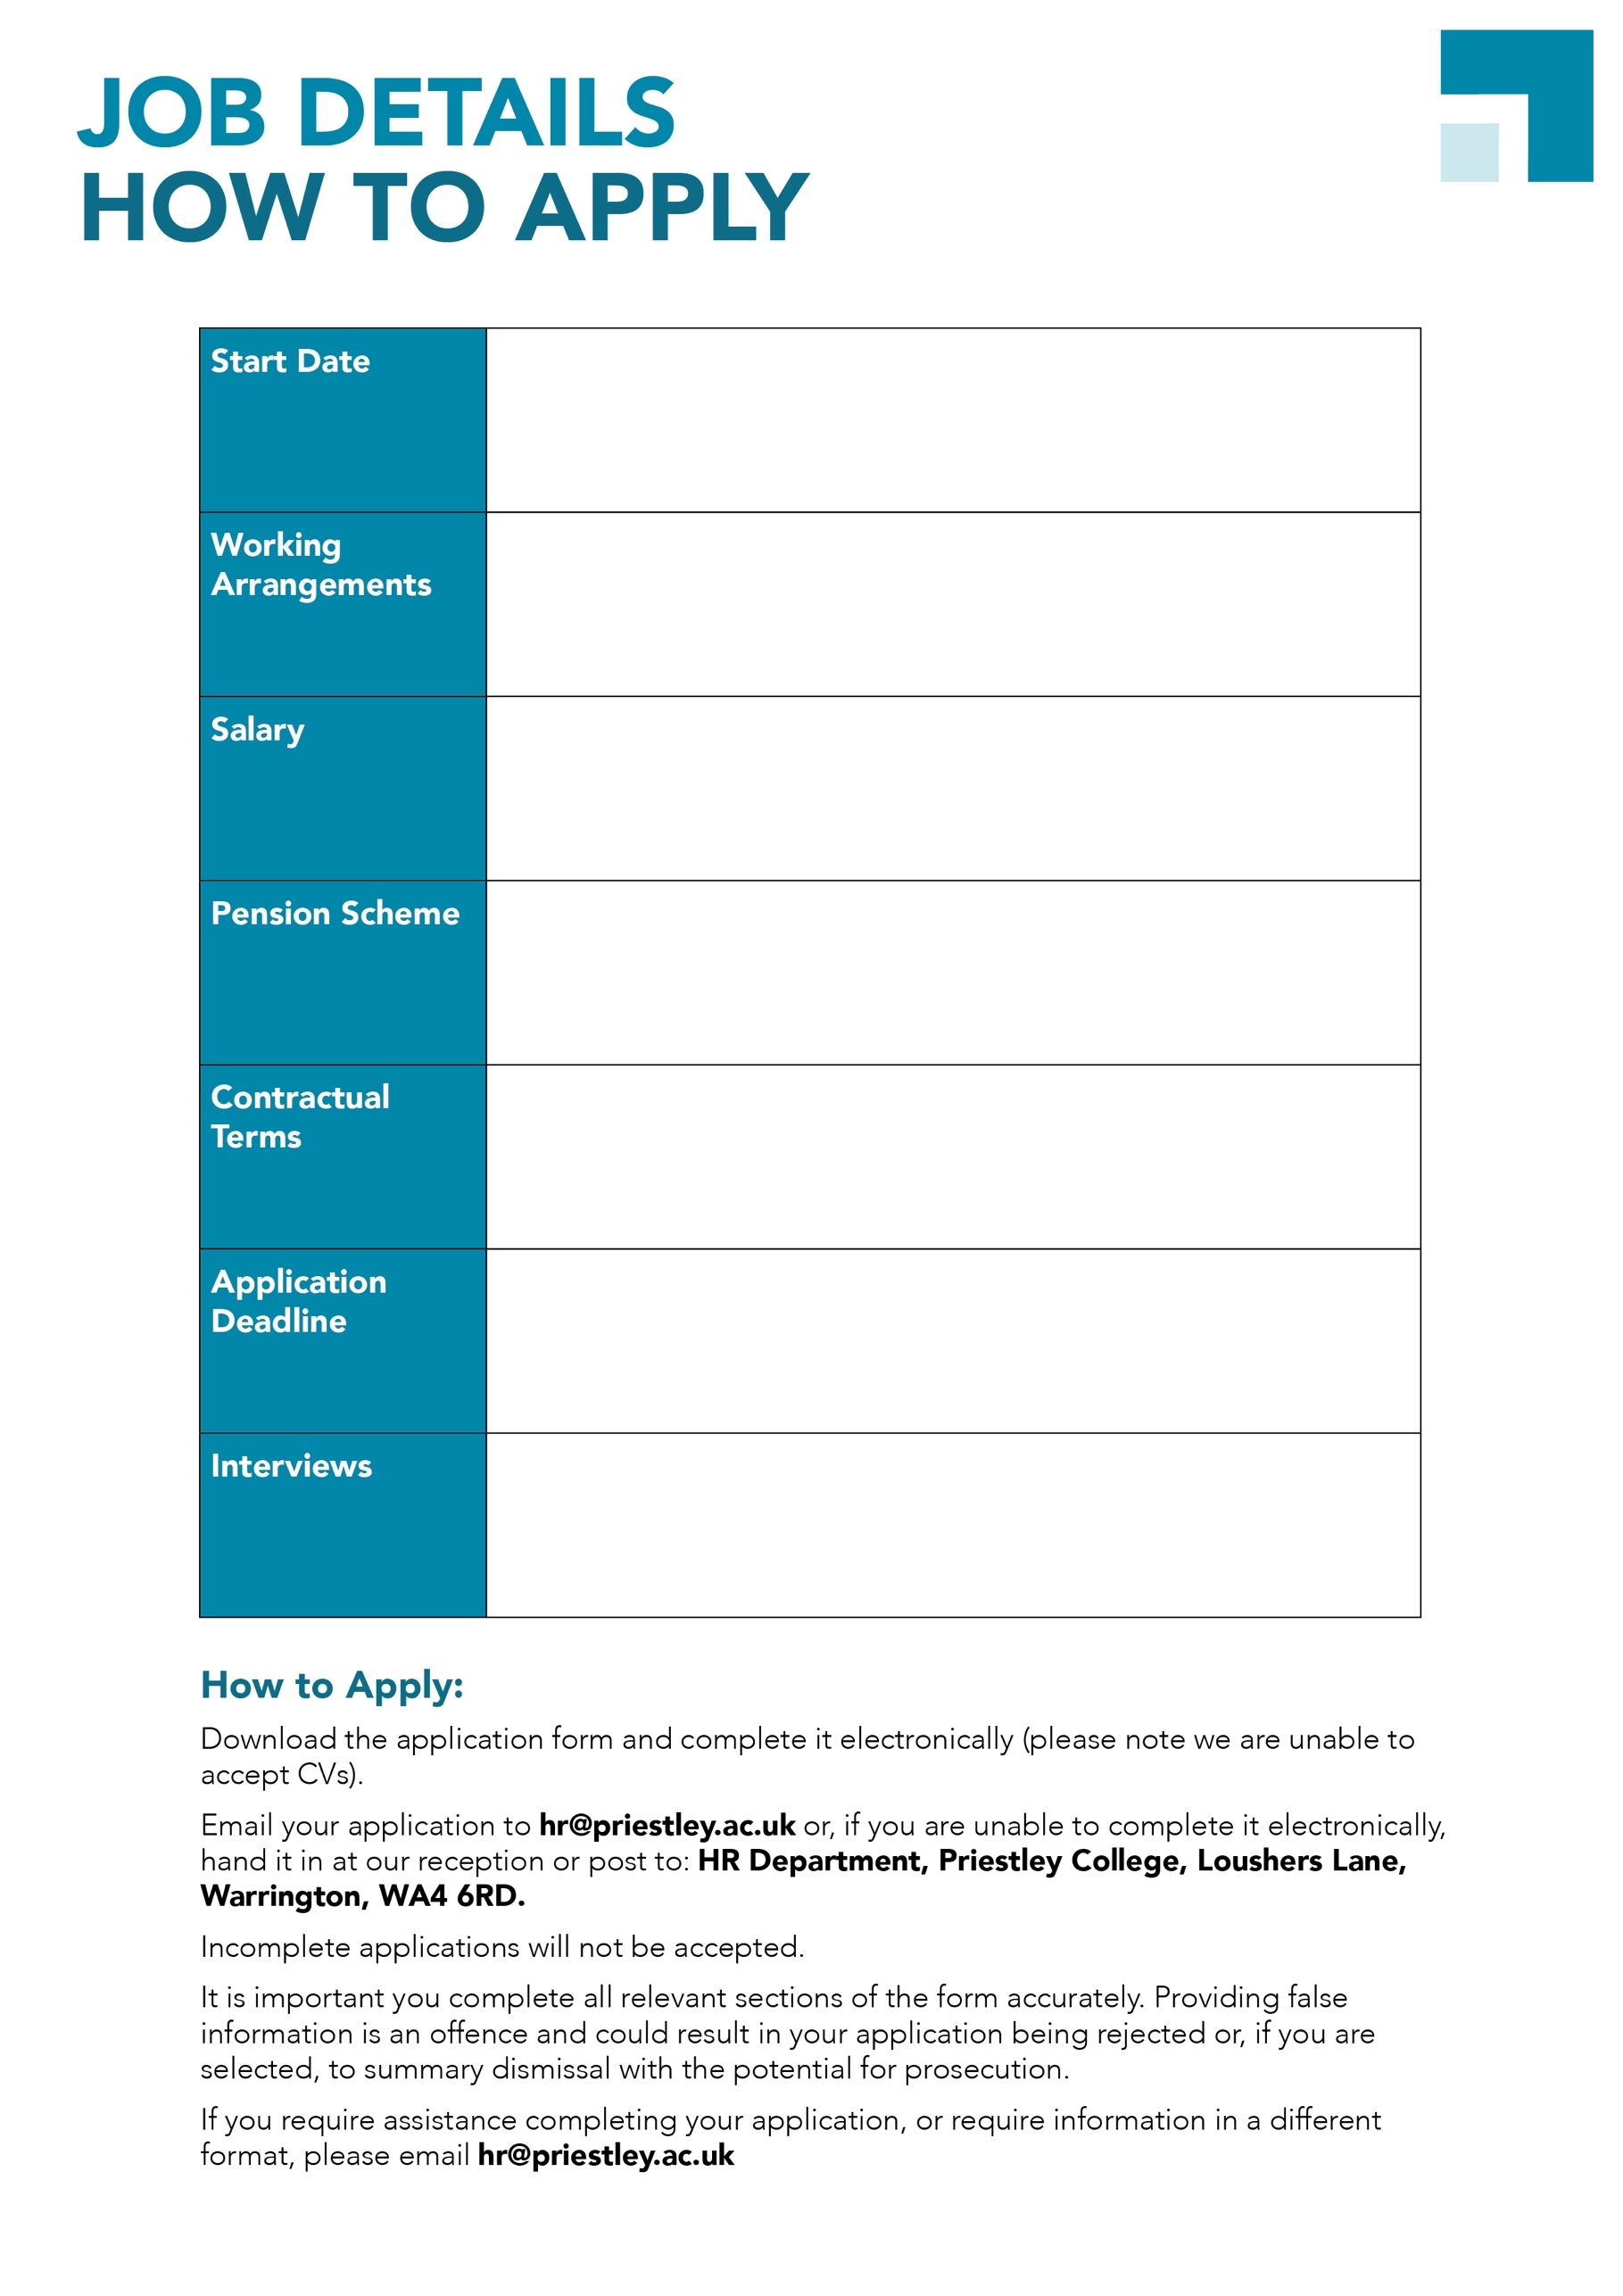 JOB DETAILS
HOW TO APPLY
Start Date
Working
Arrangements
Salary
Pension Scheme
Contractual
Terms
Application
Deadline
Interviews
How to Apply:
Download the application form and complete it electronically (please note we are unable to
accept CVs).
Email your application to hr@priestley.ac.uk or, if you are unable to complete it electronically,
hand it in at our reception or post to: HR Department, Priestley College, Loushers Lane,
Warrington, WA4 6RD.
Incomplete applications will not be accepted.
It is important you complete all relevant sections of the form accurately. Providing false
information is an offence and could result in your application being rejected or, if you are
selected, to summary dismissal with the potential for prosecution.
If you require assistance completing your application, or require information in a different
format, please email hr@priestley.ac.uk